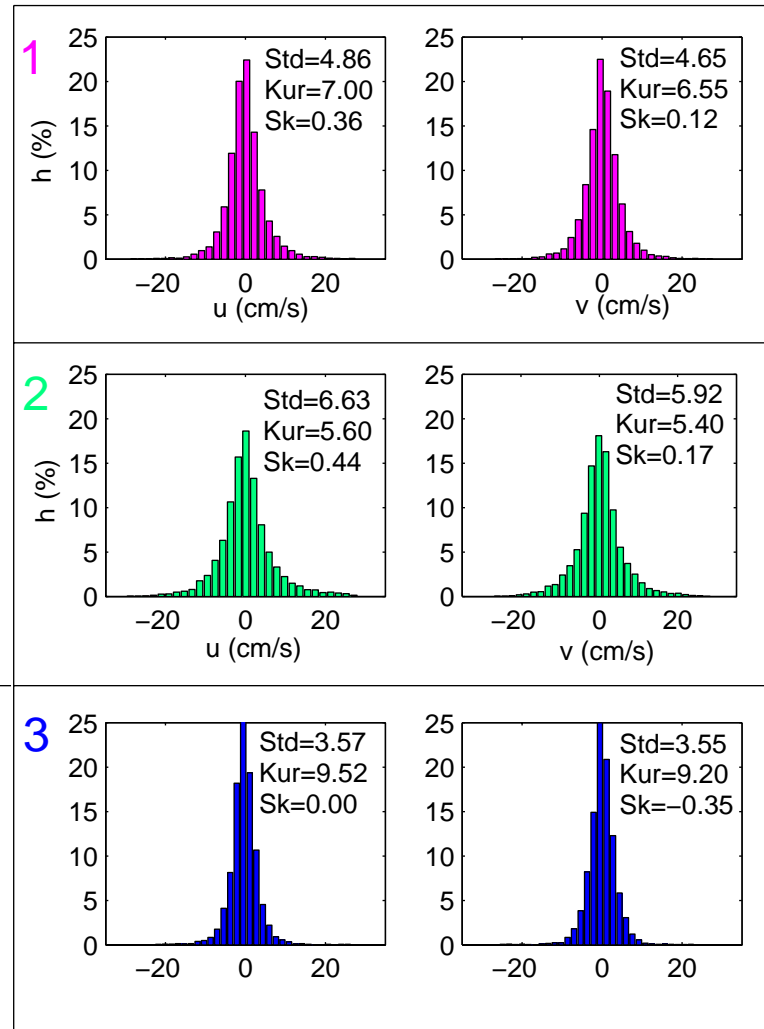 1
25
20
15
10
5
0
h (%)
Std=4.86
Kur=7.00
Sk=0.36
−20 0 20
u (cm/s)
25
20
15
10
5
0
Std=4.65
Kur=6.55
Sk=0.12
−20 0 20
v (cm/s)
2
25
20
15
10
5
0
h (%)
Std=6.63
Kur=5.60
Sk=0.44
−20 0 20
u (cm/s)
25
20
15
10
5
0
Std=5.92
Kur=5.40
Sk=0.17
−20 0 20
v (cm/s)
3
25
20
15
10
5
0
Std=3.57
Kur=9.52
Sk=0.00
−20 0 20
25
20
15
10
5
0
Std=3.55
Kur=9.20
Sk=−0.35
−20 0 20